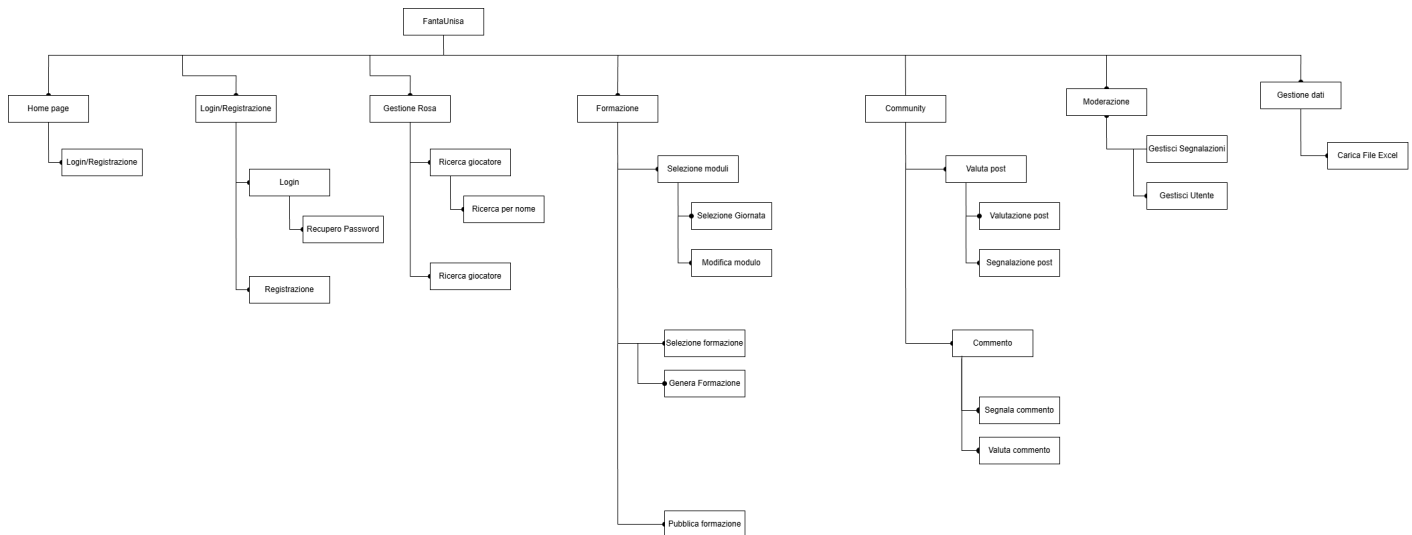 FantaUnisa
Home page
Login/Registrazione
Gestione Rosa
Formazione
Community
Moderazione
Gestione dati
Login/Registrazione
Login
Recupero Password
Registrazione
Ricerca giocatore
Ricerca per nome
Ricerca giocatore
Selezione moduli
Selezione Giornata
Modifica modulo
Selezione formazione
Genera Formazione
Pubblica formazione
Valuta post
Valutazione post
Segnalazione post
Commento
Segnala commento
Valuta commento
Gestisci Segnalazioni
Gestisci Utente
Carica File Excel